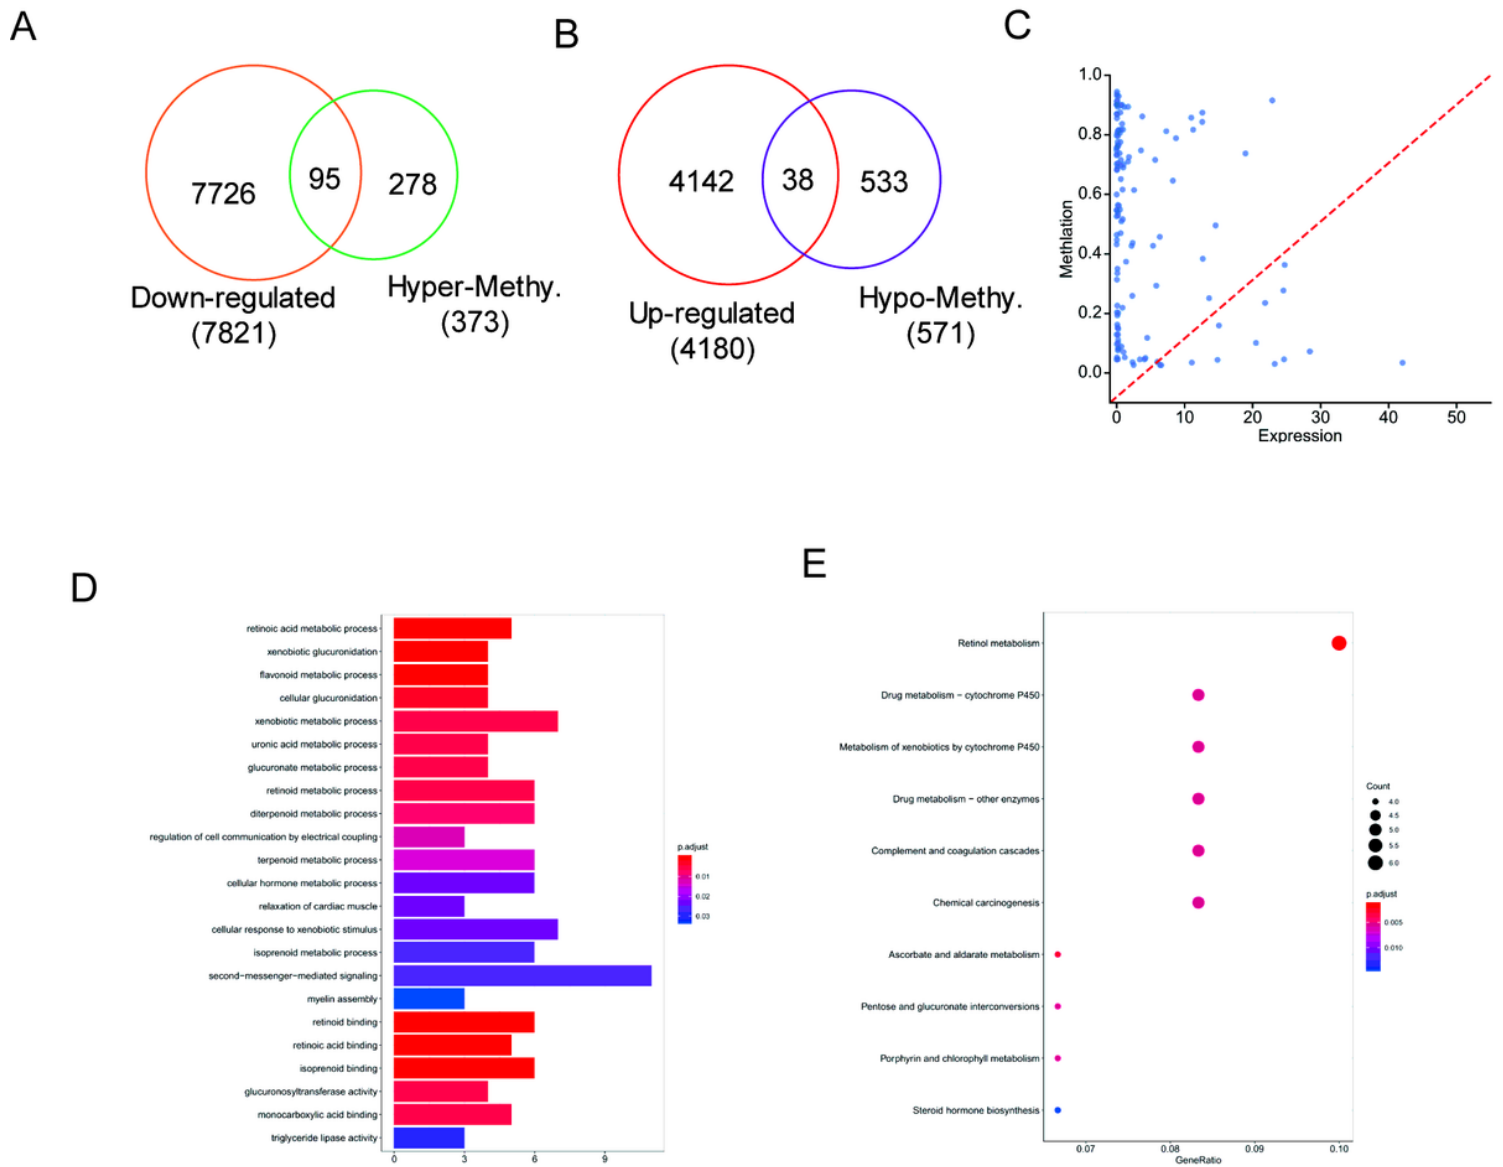 A
7726
95
278
Down-regulated
(7821)
Hyper-Methy.
(373)
B
4142
38
533
Up-regulated
(4180)
Hypo-Methy.
(571)
C
1.0
0.8
0.6
0.4
0.2
0.0
Methlation
0 10 20 30 40 50
Expression
D
retinoic acid metabolic process
xenobiotic glucuronidation
flavonoid metabolic process
cellular glucuronidation
xenobiotic metabolic process
uronic acid metabolic process
glucuronate metabolic process
retinoid metabolic process
diterpenoid metabolic process
regulation of cell communication by electrical coupling
terpenoid metabolic process
cellular hormone metabolic process
relaxation of cardiac muscle
cellular response to xenobiotic stimulus
isoprenoid metabolic process
second−messenger−mediated signaling
myelin assembly
retinoid binding
retinoic acid binding
isoprenoid binding
glucuronosyltransferase activity
monocarboxylic acid binding
triglyceride lipase activity
0 3 6 9
p.adjust
0.01
0.02
0.03
E
Retinol metabolism
Drug metabolism − cytochrome P450
Metabolism of xenobiotics by cytochrome P450
Drug metabolism − other enzymes
Complement and coagulation cascades
Chemical carcinogenesis
Ascorbate and aldarate metabolism
Pentose and glucuronate interconversions
Porphyrin and chlorophyll metabolism
Steroid hormone biosynthesis
0.07 0.08 0.09 0.10
GeneRatio
Count
4.0
4.5
5.0
5.5
6.0
p.adjust
0.005
0.010